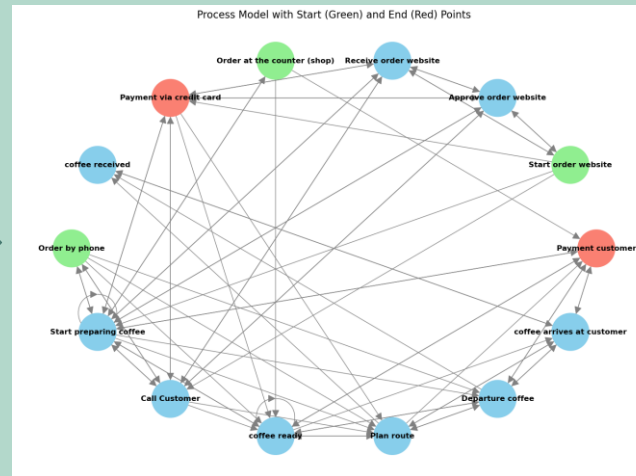 Process Model with Start (Green) and End (Red) Points
Order at the counter (shop)
Receive order website
Payment via credit card
Approve order website
coffee received
Start order website
Order by phone
Payment customer
Start preparing coffee
coffee arrives at customer
Call Customer
Departure coffee
coffee ready
Plan route